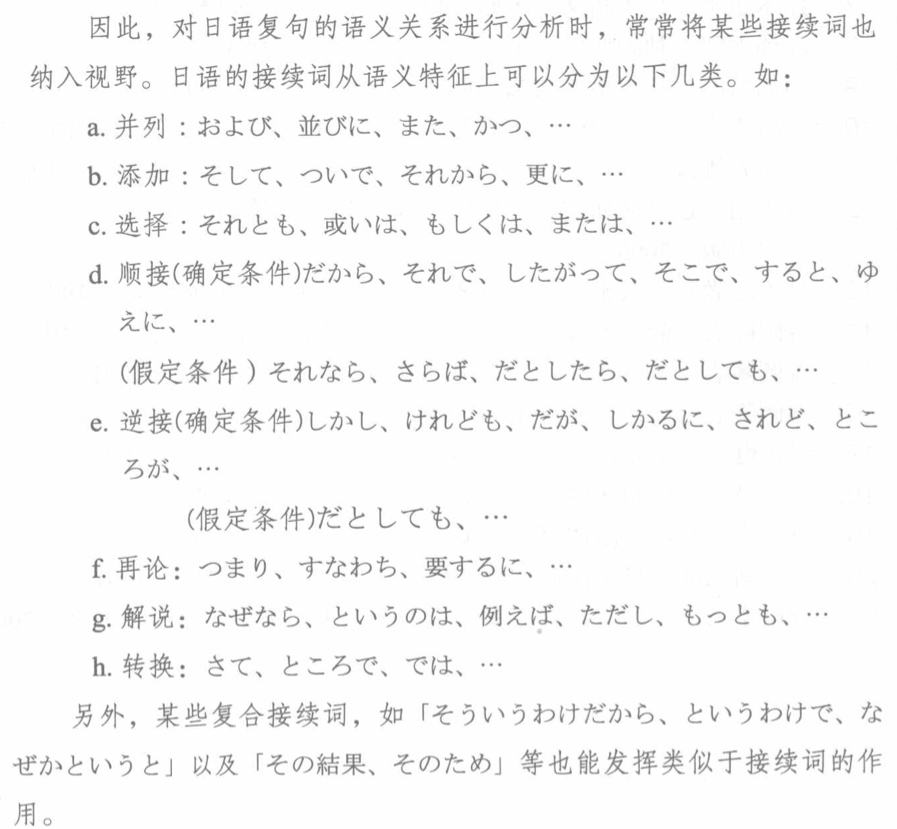 因此，对日语复句的语义关系进行分析时，常常将某些接续词也
纳入视野。日语的接续词从语义特征上可以分为以下几类。如：
a. 并列：および、並びに、また、かつ、…
b. 添加：そして、ついで、それから、更に、…
c. 选择：それとも、或いは、もしくは、または、…
d. 顺接(确定条件)だから、それで、したがって、そこで、すると、ゆ
えに、…
(假定条件）それなら、さらば、だとしたら、だとしても、…
e. 逆接(确定条件)しかし、けれども、だが、しかるに、されど、とこ
ろが、…
(假定条件)だとしても、…
f. 再论：つまり、すなわち、要するに、…
g. 解说：なぜなら、というのは、例えば、ただし、もっとも、…
h. 转换：さて、ところで、では、…
另外，某些复合接续词，如「そういうわけだから、というわけで、な
ぜかというと」以及「その結果、そのため」等也能发挥类似于接续词的作
用。